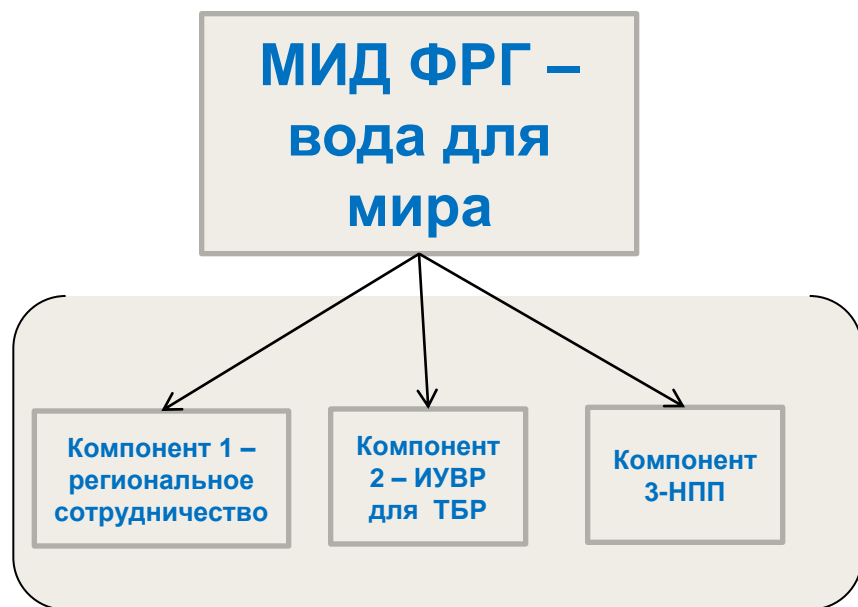 МИД ФРГ –
вода для
мира
Компонент 1 –
региональное
сотрудничество
Компонент
2 – ИУВР
для ТБР
Компонент
3-НПП